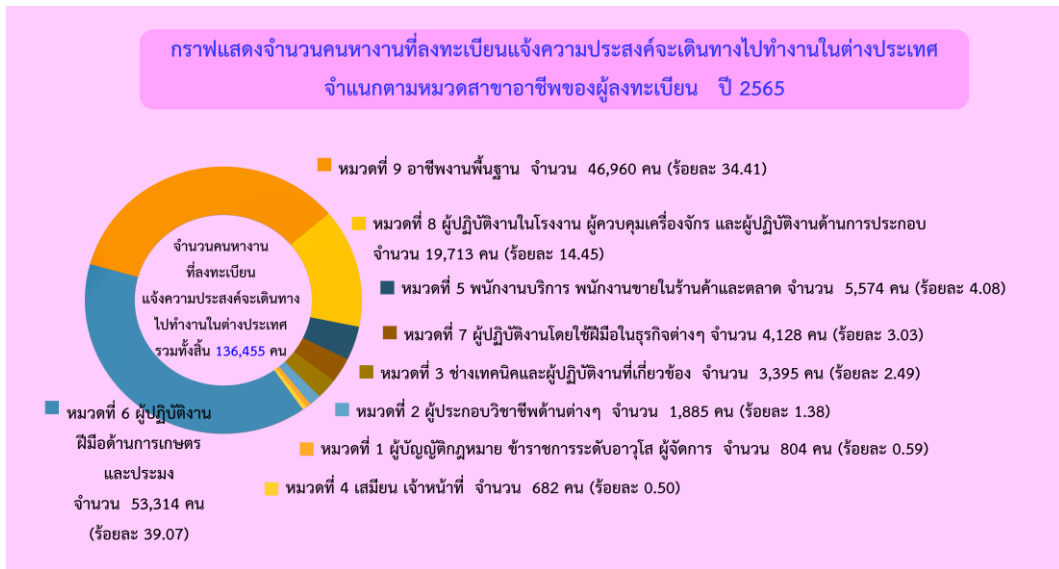 กราฟแสดงจำนวนคนหางานที่ลงทะเบียนแจ้งความประสงค์จะเดินทางไปทำงานในต่างประเทศ
จำแนกตามหมวดสาขาอาชีพของผู้ลงทะเบียน ปี 2565
หมวดที่ 9 อาชีพงานพื้นฐาน จำนวน 46,960 คน (ร้อยละ 34.41)
หมวดที่ 8 ผู้ปฏิบัติงานในโรงงาน ผู้ควบคุมเครื่องจักร และผู้ปฏิบัติงานด้านการประกอบ
จำนวน 19,713 คน (ร้อยละ 14.45)
หมวดที่ 5 พนักงานบริการ พนักงานขายในร้านค้าและตลาด จำนวน 5,574 คน (ร้อยละ 4.08)
หมวดที่ 7 ผู้ปฏิบัติงานโดยใช้ฝีมือในธุรกิจต่างๆ จำนวน 4,128 คน (ร้อยละ 3.03)
หมวดที่ 3 ช่างเทคนิคและผู้ปฏิบัติงานที่เกี่ยวข้อง จำนวน 3,395 คน (ร้อยละ 2.49)
หมวดที่ 2 ผู้ประกอบวิชาชีพด้านต่างๆ จำนวน 1,885 คน (ร้อยละ 1.38)
หมวดที่ 1 ผู้บัญญัติกฎหมาย ข้าราชการระดับอาวุโส ผู้จัดการ จำนวน 804 คน (ร้อยละ 0.59)
หมวดที่ 4 เสมียน เจ้าหน้าที่ จำนวน 682 คน (ร้อยละ 0.50)
จำนวนคนหางาน
ที่ลงทะเบียน
แจ้งความประสงค์จะเดินทาง
ไปทำงานในต่างประเทศ
รวมทั้งสิ้น 136,455 คน
หมวดที่ 6 ผู้ปฏิบัติงาน
ฝีมือด้านการเกษตร
และประมง
จำนวน 53,314 คน
(ร้อยละ 39.07)